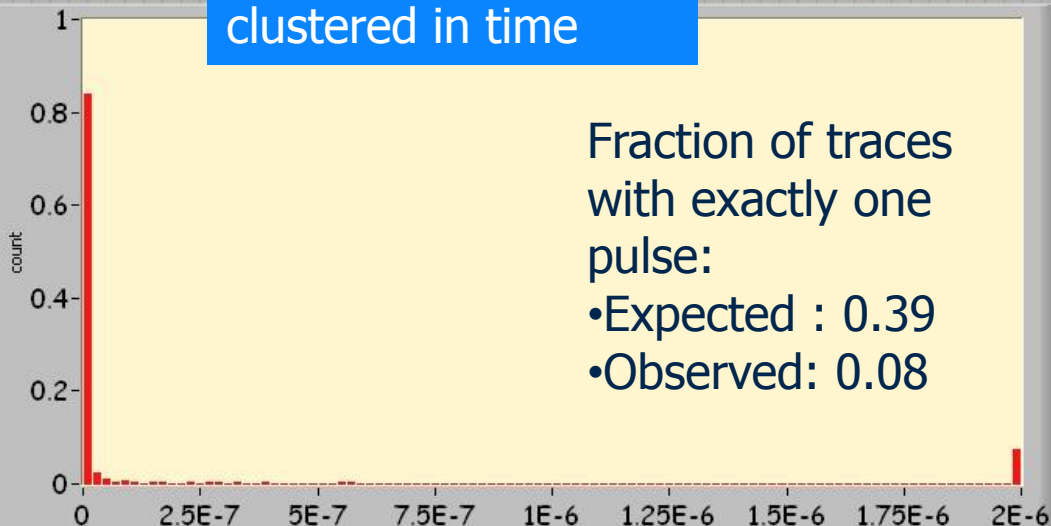 clustered in time
1
0.8
0.6
0.4
0.2
0
count
Fraction of traces
with exactly one
pulse:
•Expected : 0.39
•Observed: 0.08
0 2.5E-7 5E-7 7.5E-7 1E-6 1.25E-6 1.5E-6 1.75E-6 2E-6